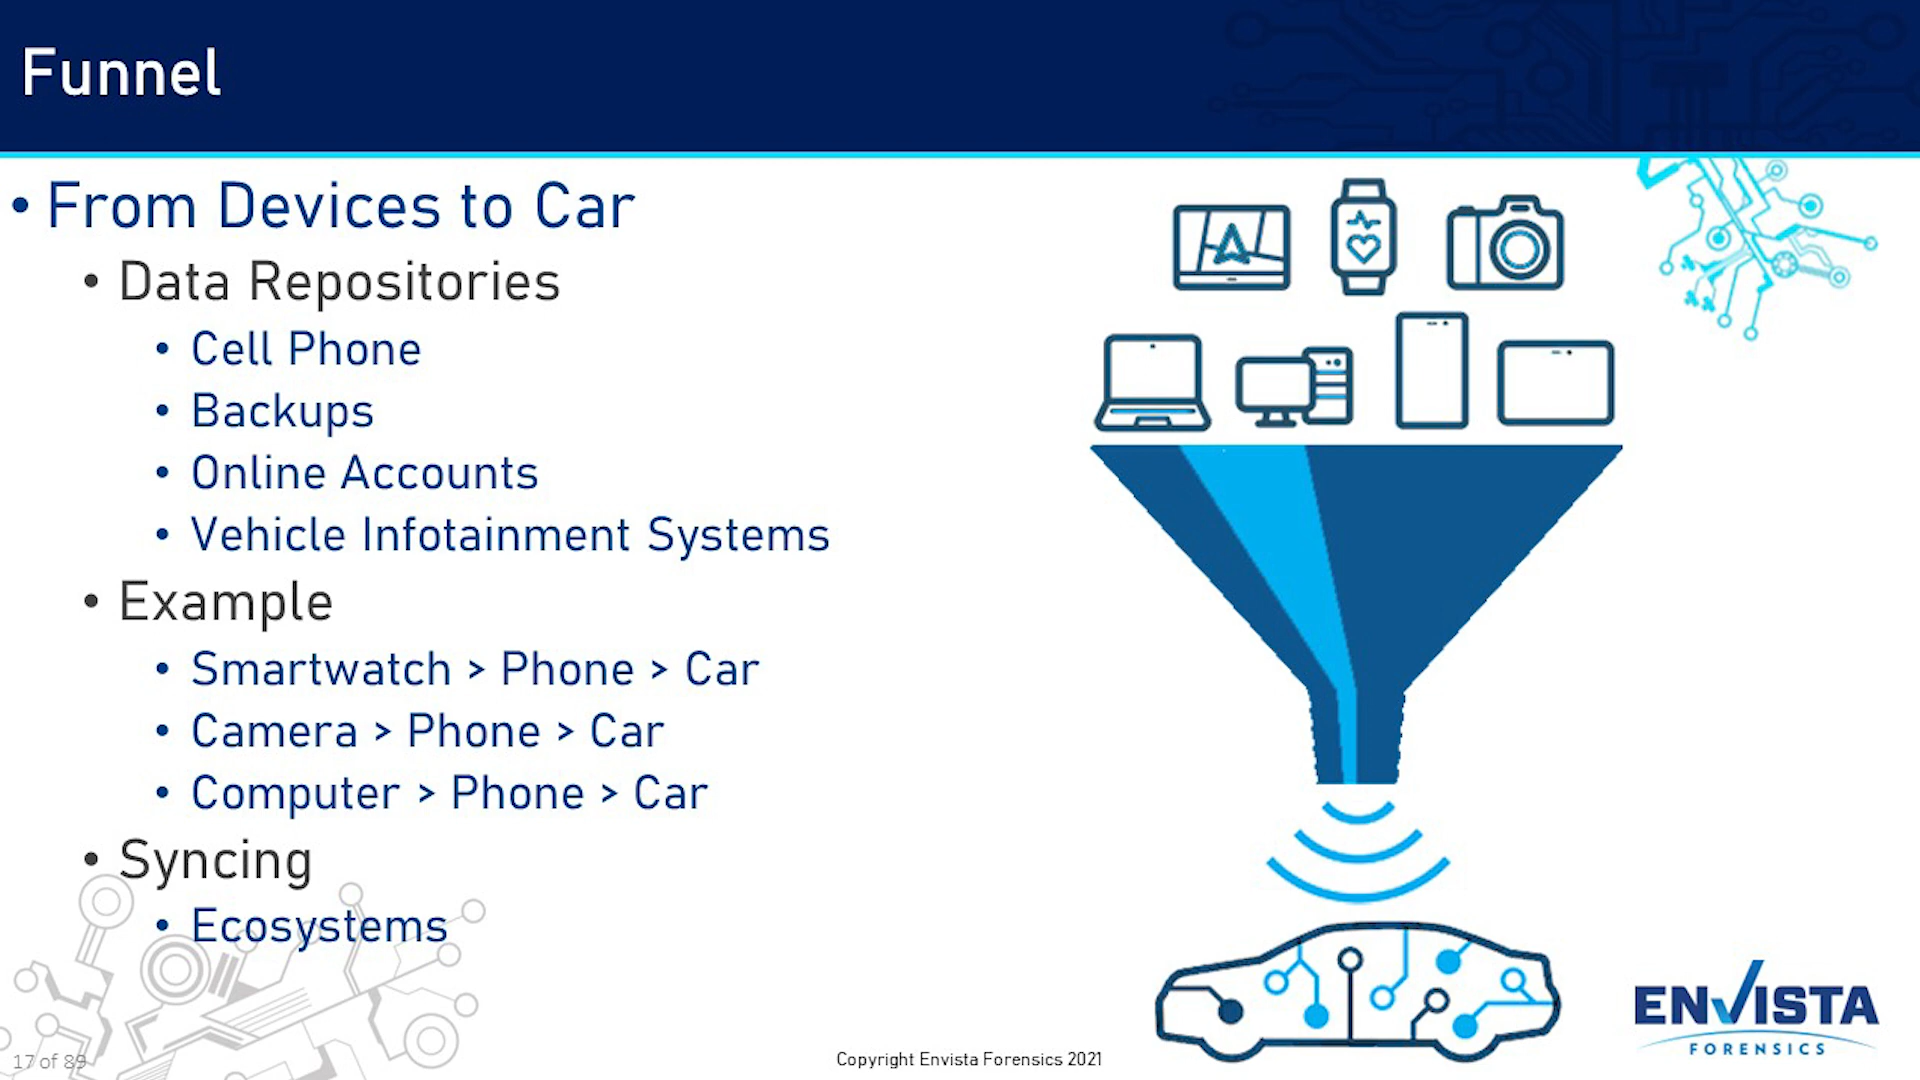 Funnel
• From Devices to Car
• Data Repositories
• Cell Phone
• Backups
• Online Accounts
• Vehicle Infotainment Systems
• Example
• Smartwatch > Phone > Car
• Camera > Phone > Car
• Computer > Phone > Car
• Syncing
• Ecosystems
17 of 89
Copyright Envista Forensics 2021
ENVISTA
FORENSICS